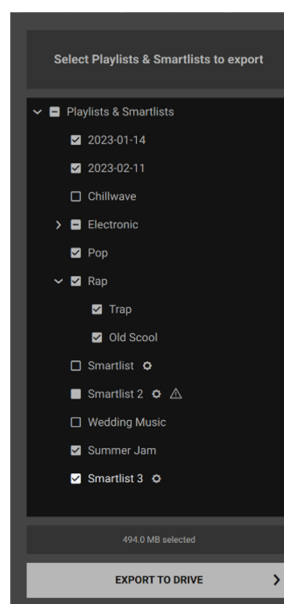 Select Playlists & Smartlists to export
Playlists & Smartlists
2023-01-14
2023-02-11
Chillwave
Electronic
Pop
Rap
Trap
Old Scool
Smartlist
Smartlist 2
Wedding Music
Summer Jam
Smartlist 3
494.0 MB selected
EXPORT TO DRIVE